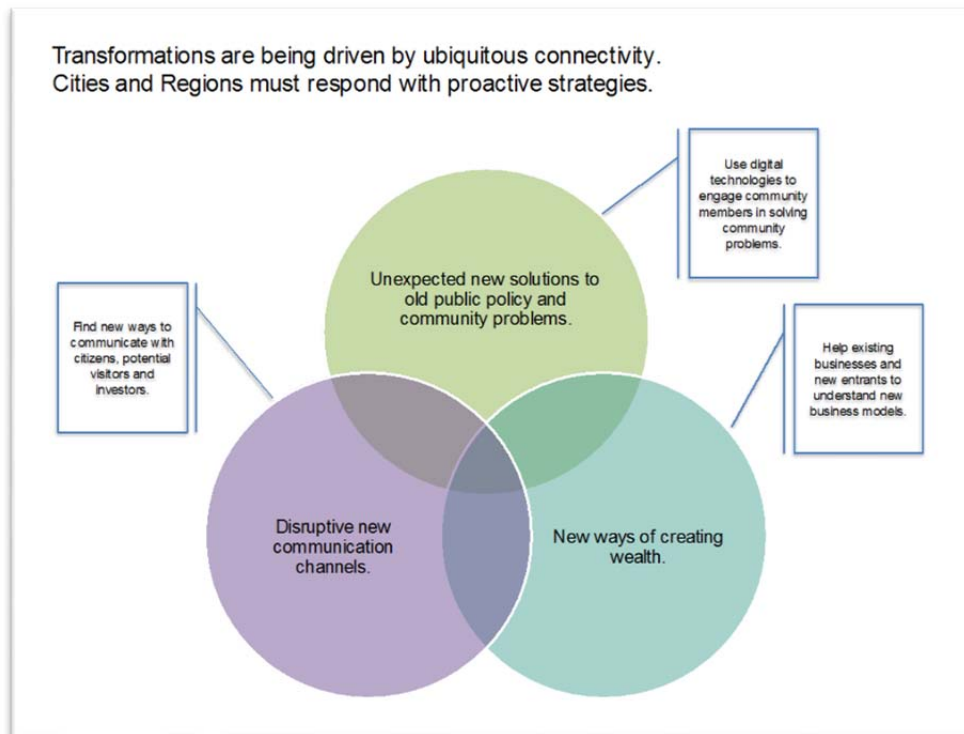 Transformations are being driven by ubiquitous connectivity.
Cities and Regions must respond with proactive strategies.
Use digital
technologies to
engage community
members in solving
community
problems.
Unexpected new solutions to
old public policy and
community problems.
Find new ways to
communicate with
citizens, potential
visitors and
investors.
Help existing
businesses and
new entrants to
understand new
business models.
Disruptive new
communication
channels.
New ways of creating
wealth.